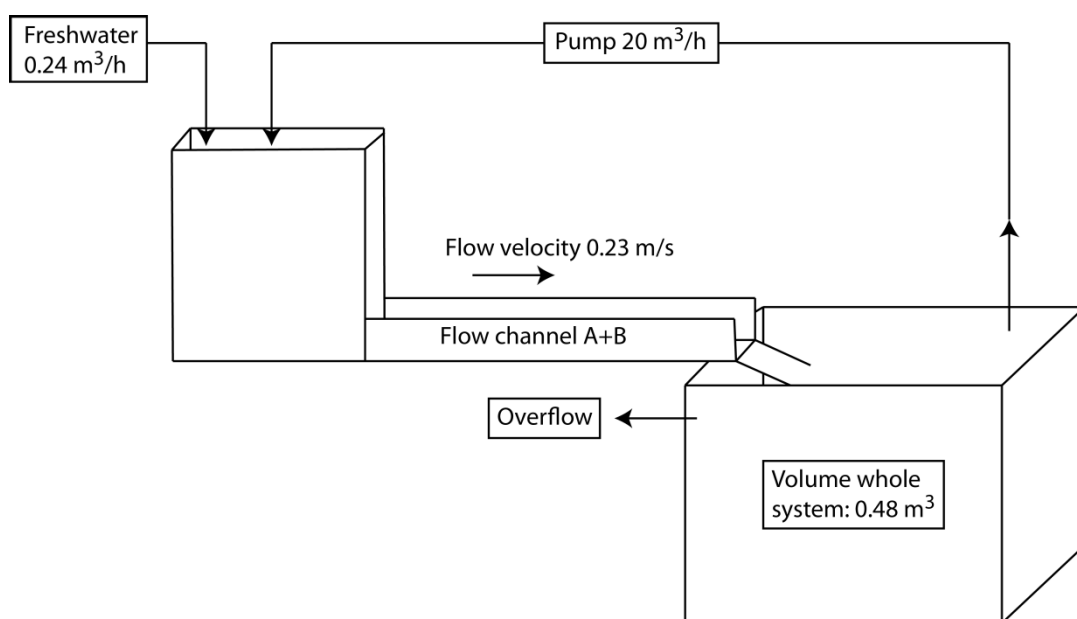 Freshwater
0.24 m³/h
Pump 20 m³/h
Flow velocity 0.23 m/s
Flow channel A+B
Overflow
Volume whole
system: 0.48 m³